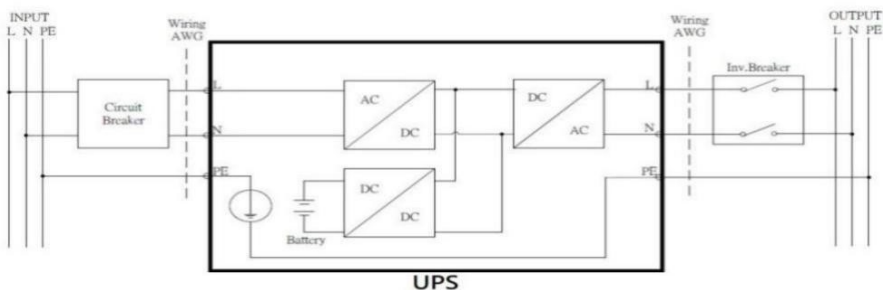 INPUT
L N PE
Wiring
AWG
Circuit
Breaker
L
N
PE
AC
DC
DC
DC
Battery
DC
AC
L
N
PE
Wiring
AWG
Inv.Breaker
OUTPUT
L N PE
UPS